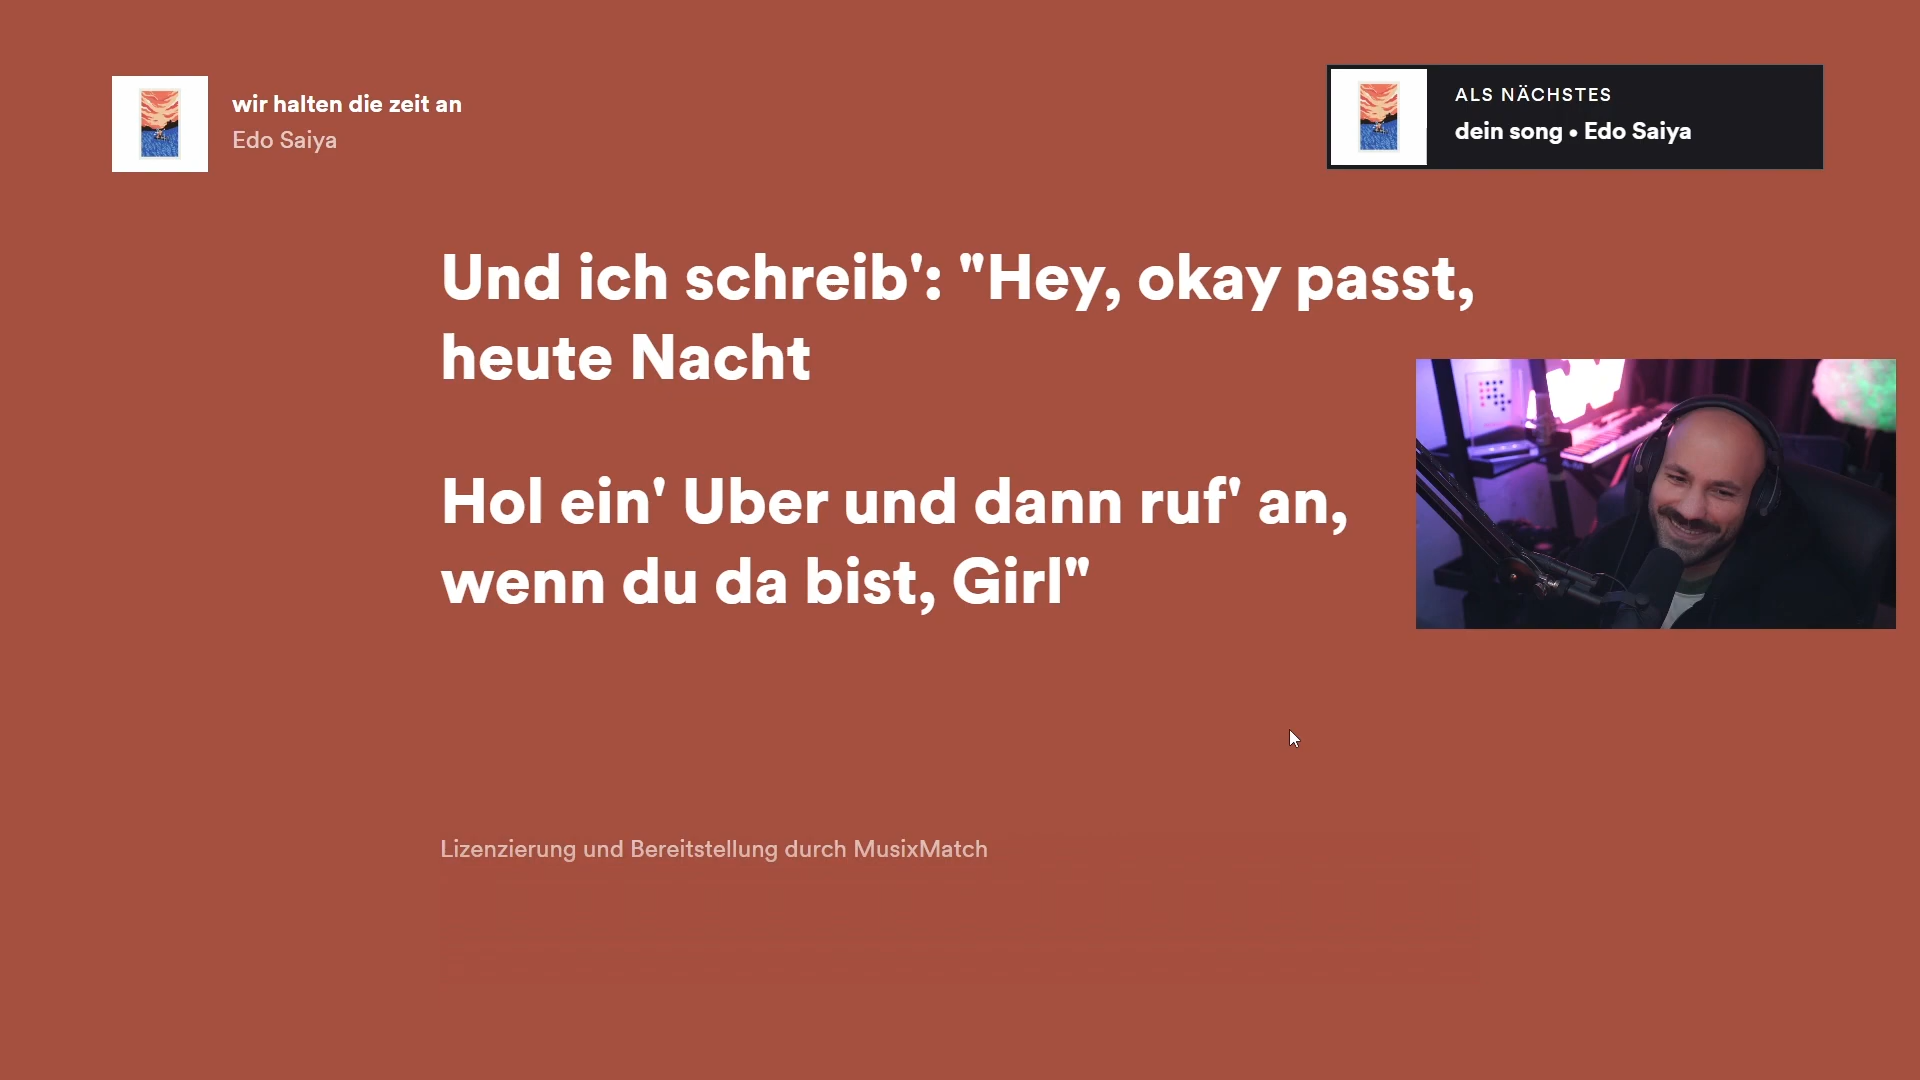 wir halten die zeit an
Edo Saiya
ALS NÄCHSTES
dein song • Edo Saiya
Und ich schreib': "Hey, okay passt,
heute Nacht
Hol ein' Uber und dann ruf' an,
wenn du da bist, Girl"
Lizenzierung und Bereitstellung durch MusixMatch